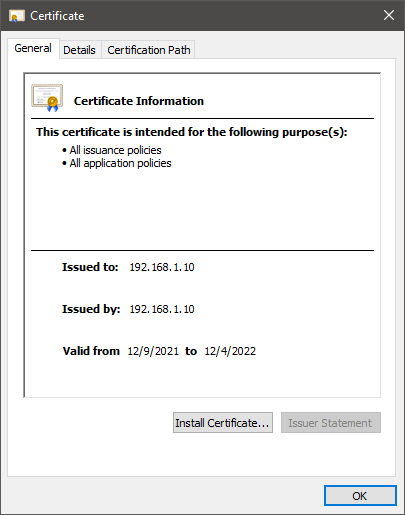 Certificate
General Details Certification Path
Certificate Information
This certificate is intended for the following purpose(s):
• All issuance policies
• All application policies
Issued to: 192.168.1.10
Issued by: 192.168.1.10
Valid from 12/9/2021 to 12/4/2022
Install Certificate... Issuer Statement
OK